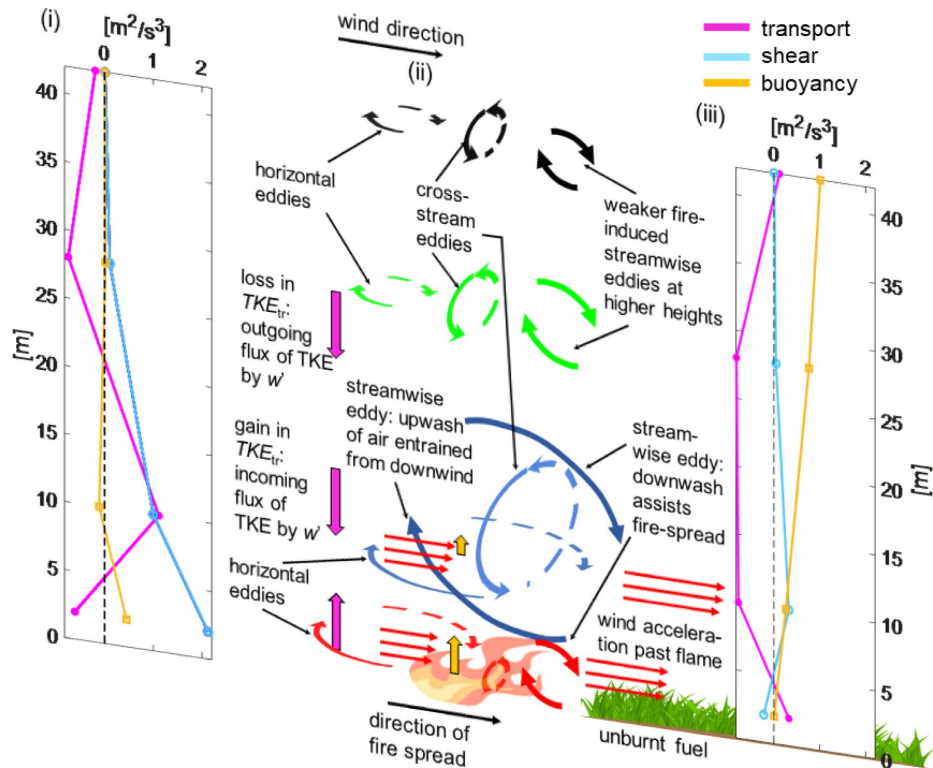 (i)
[m²/s³]
0
1
2
40
35
30
25
20
15
10
5
0
[m]
wind direction
(ii)
transport
shear
buoyancy
(iii)
[m²/s³]
0
1
2
40
35
30
25
20
15
10
5
0
[m]
horizontal
eddies
cross-
stream
eddies
weaker fire-
induced
streamwise
eddies at
higher heights
loss in
TKEtr:
outgoing
flux of TKE
by w'
streamwise
eddy: upwash
of air entrained
from downwind
stream-
wise eddy:
downwash
assists
fire-spread
gain in
TKEtr:
incoming
flux of
TKE by w'
horizontal
eddies
wind accelera-
tion past flame
direction of
fire spread
unburnt fuel